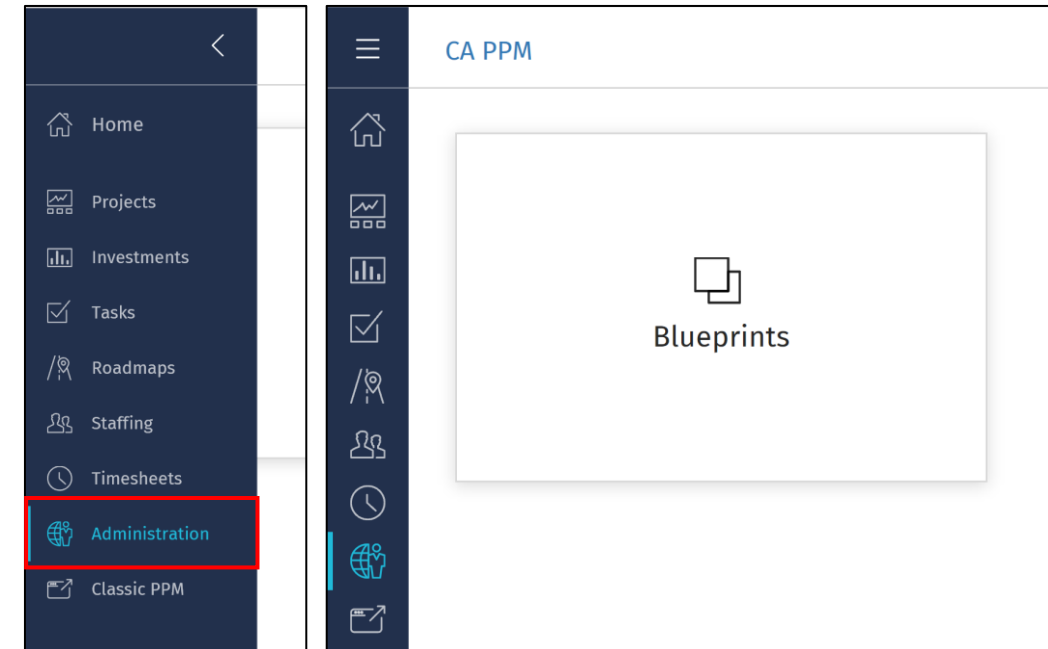 Home
Projects
Investments
Tasks
Roadmaps
Staffing
Timesheets
Administration
Classic PPM
CA PPM
Blueprints